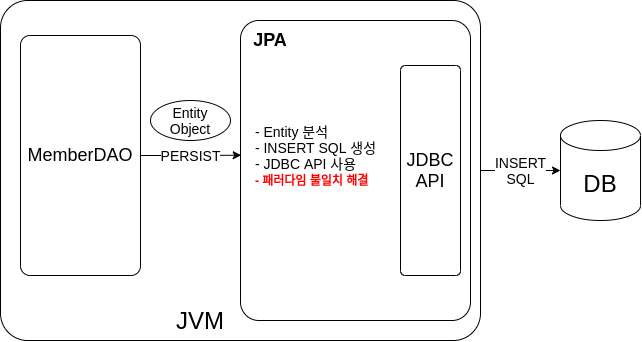 JPA
Entity
Object
MemberDAO
PERSIST
- Entity 분석
- INSERT SQL 생성
- JDBC API 사용
- 패러다임 불일치 해결
JDBC
API
INSERT
SQL
DB
JVM